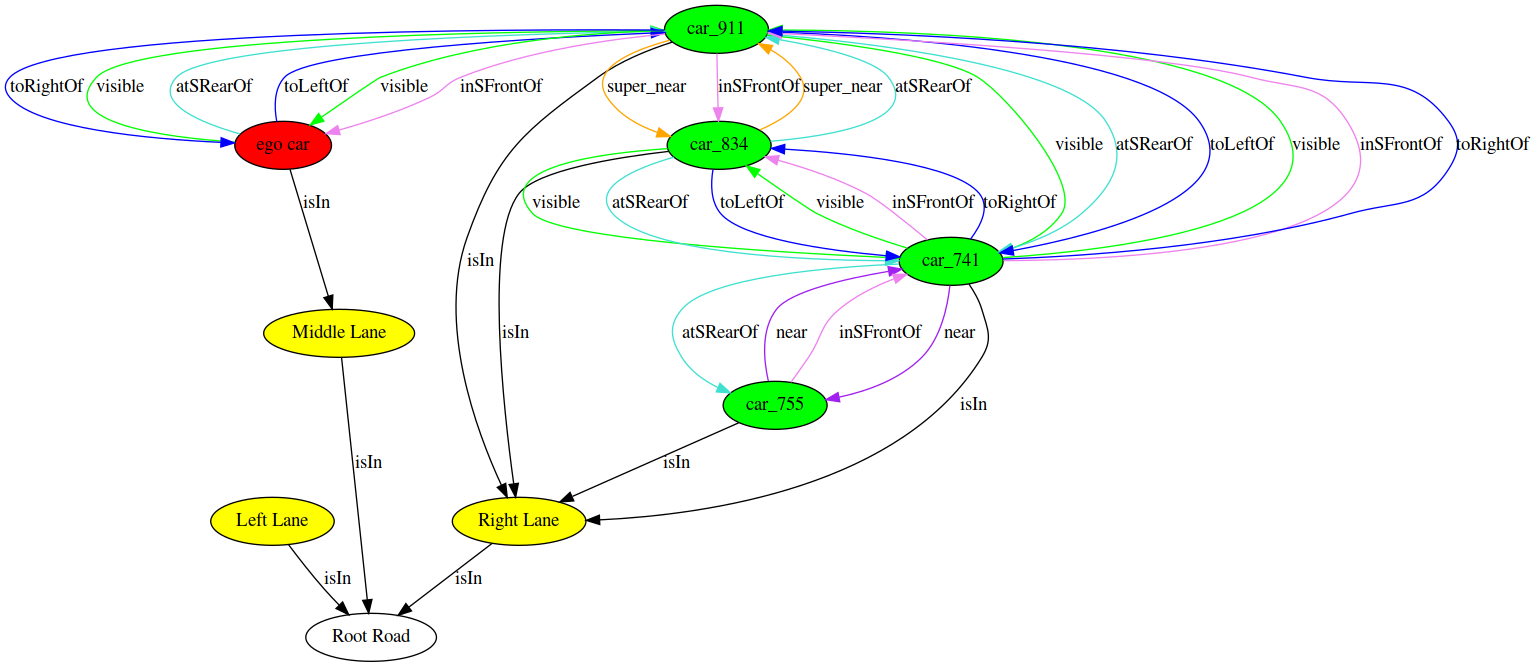 car_911
toRightOf visible atSRearOf toLeftOf visible inSFrontOf super_near inSFrontOf super_near atSRearOf
ego car car_834 visible atSRearOf toLeftOf visible inSFrontOf toRightOf
isIn visible atSRearOf toLeftOf visible inSFrontOf toRightOf
isIn car_741
Middle Lane isIn atSRearOf near inSFrontOf near
car_755 isIn
isIn isIn
Left Lane Right Lane
isIn isIn
Root Road